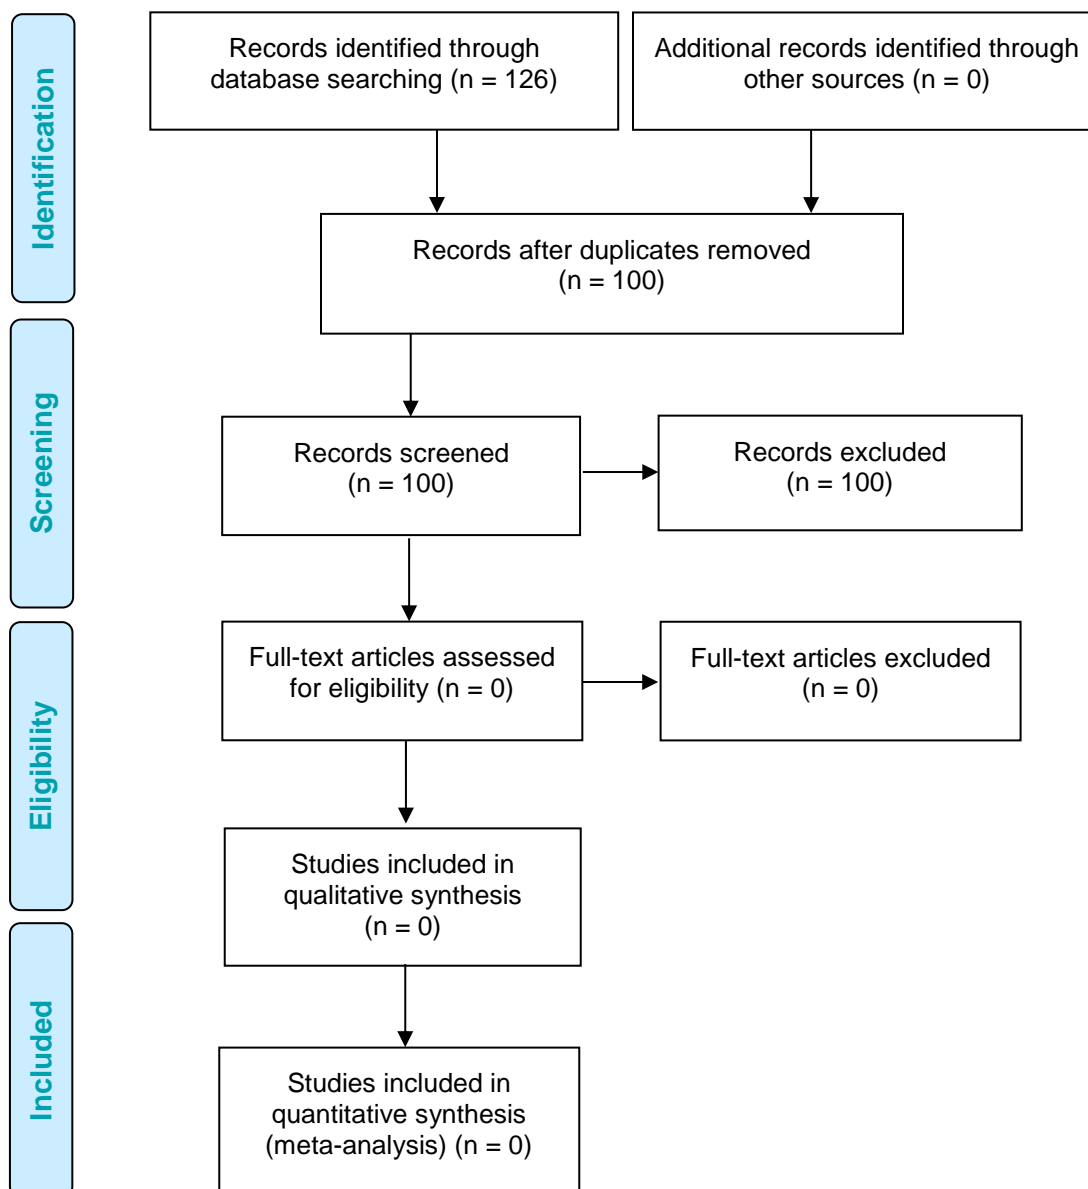 Identification
Records identified through
database searching (n = 126)
Additional records identified through
other sources (n = 0)
Records after duplicates removed
(n = 100)
Screening
Records screened
(n = 100)
Records excluded
(n = 100)
Eligibility
Full-text articles assessed
for eligibility (n = 0)
Full-text articles excluded
(n = 0)
Studies included in
qualitative synthesis
(n = 0)
Included
Studies included in
quantitative synthesis
(meta-analysis) (n = 0)